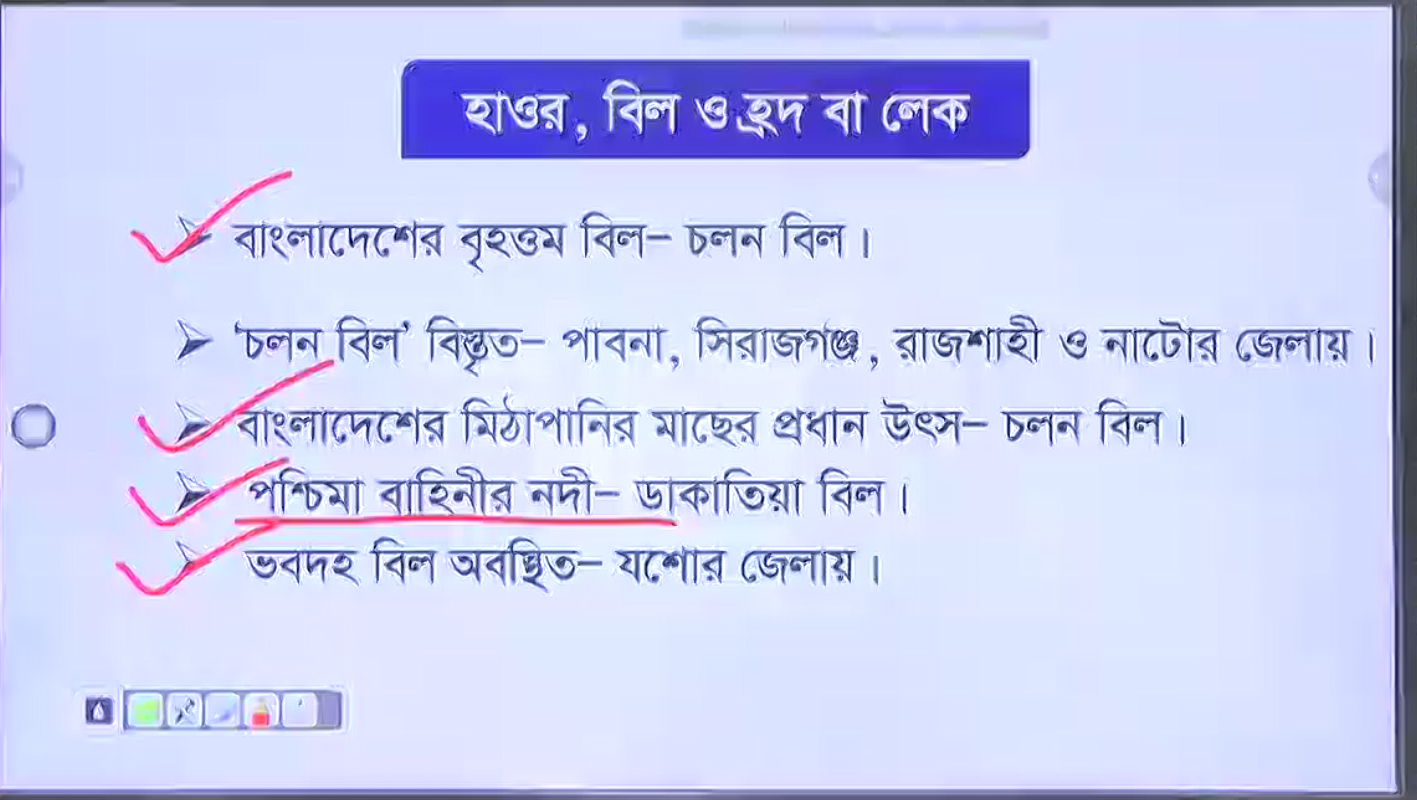 হাওর, বিল ও হ্রদ বা লেক
বাংলাদেশের বৃহত্তম বিল– চলন বিল।
‘চলন বিল’ বিস্তৃত– পাবনা, সিরাজগঞ্জ, রাজশাহী ও নাটোর জেলায়।
বাংলাদেশের মিঠাপানির মাছের প্রধান উৎস– চলন বিল।
পশ্চিমা বাহিনীর নদী– ডাকাতিয়া বিল।
ভবদহ বিল অবস্থিত– যশোর জেলায়।